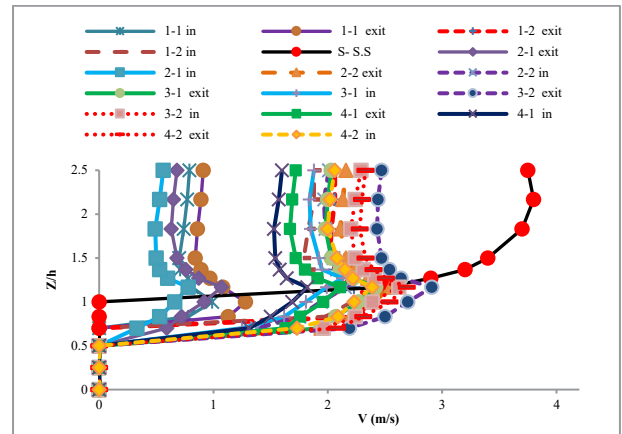 1-1 in 1-1 exit 1-2 exit
1-2 in S- S.S 2-1 exit
2-1 in 2-2 exit 2-2 in
3-1 exit 3-1 in 3-2 exit
3-2 in 4-1 exit 4-1 in
4-2 exit 4-2 in
2.5
2
1.5
1
0.5
0
Z/h
0 1 2 3 4
V (m/s)